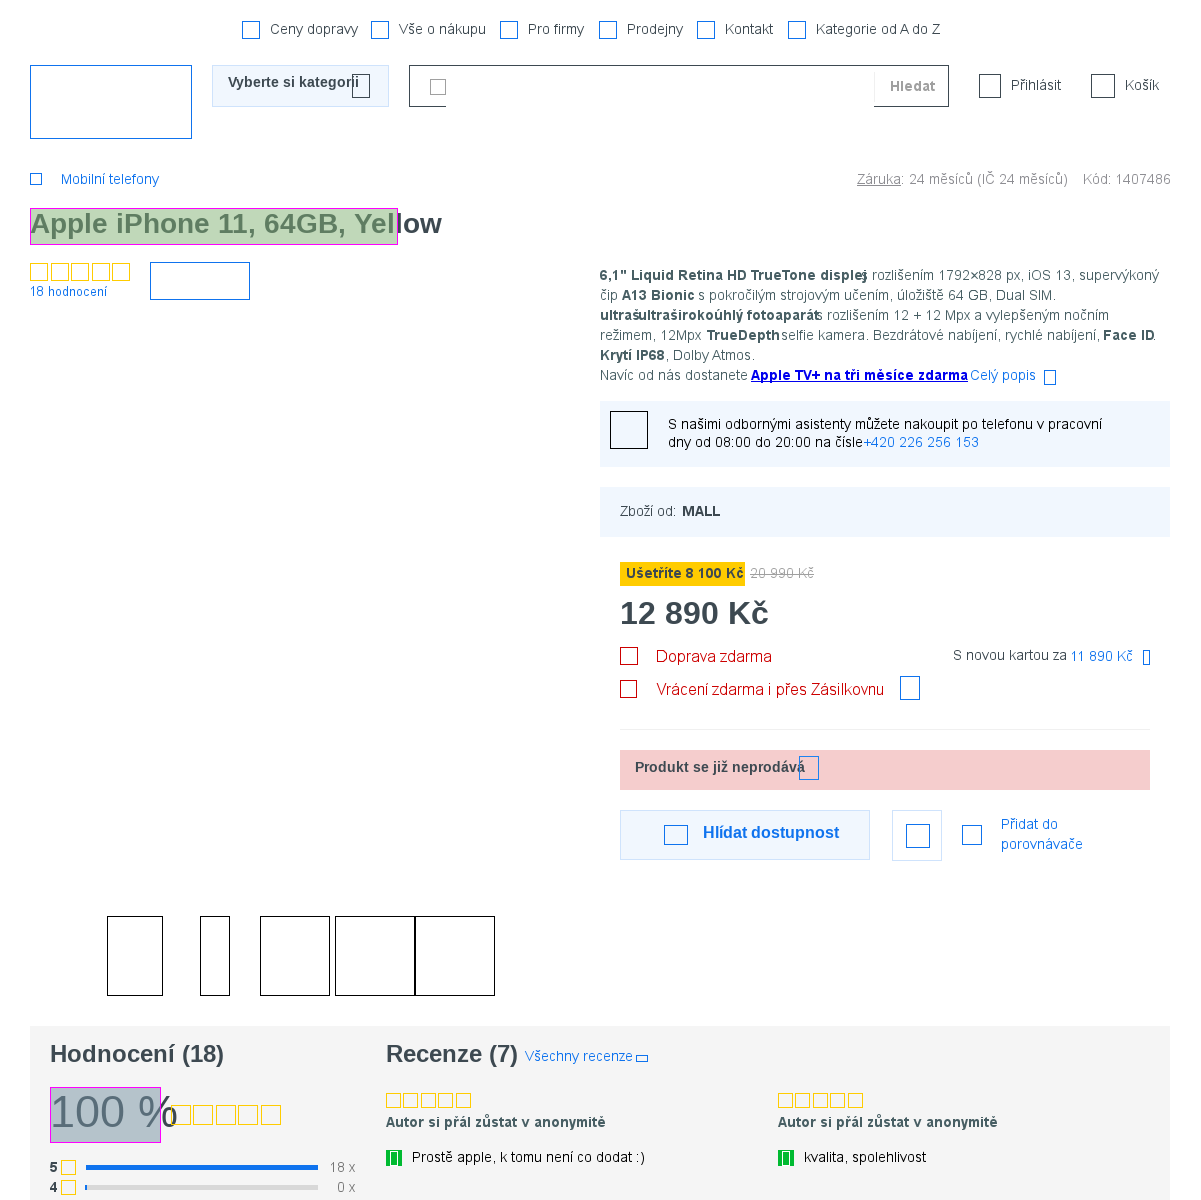 Ceny dopravy Vše o nákupu Pro firmy Prodejny Kontakt Kategorie od A do Z
Vyberte si kategorii Hledat Přihlásit Košík
Mobilní telefony Záruka: 24 měsíců (IČ 24 měsíců) Kód: 1407486
Apple iPhone 11, 64GB, Yellow
18 hodnocení
6,1" Liquid Retina HD TrueTone displej s rozlišením 1792×828 px, iOS 13, supervýkoný
čip A13 Bionic s pokročilým strojovým učením, úložiště 64 GB, Dual SIM.
ultrašultraširokoúhlý fotoaparát s rozlišením 12 + 12 Mpx a vylepšeným nočním
režimem, 12Mpx TrueDepth selfie kamera. Bezdrátové nabíjení, rychlé nabíjení, Face ID.
Krytí IP68, Dolby Atmos.
Navíc od nás dostanete Apple TV+ na tři měsíce zdarma Celý popis
S našimi odbornými asistenty můžete nakoupit po telefonu v pracovní
dny od 08:00 do 20:00 na čísle +420 226 256 153
Zboží od: MALL
Ušetříte 8 100 Kč 20 990 Kč
12 890 Kč
Doprava zdarma S novou kartou za 11 890 Kč
Vrácení zdarma i přes Zásilkovnu
Produkt se již neprodává
Hlídat dostupnost
Přidat do
porovnávače
Hodnocení (18)
100 %
5 18 x
4 0 x
Recenze (7) Všechny recenze
Autor si přál zůstat v anonymitě
Prostě apple, k tomu není co dodat :)
Autor si přál zůstat v anonymitě
kvalita, spolehlivost